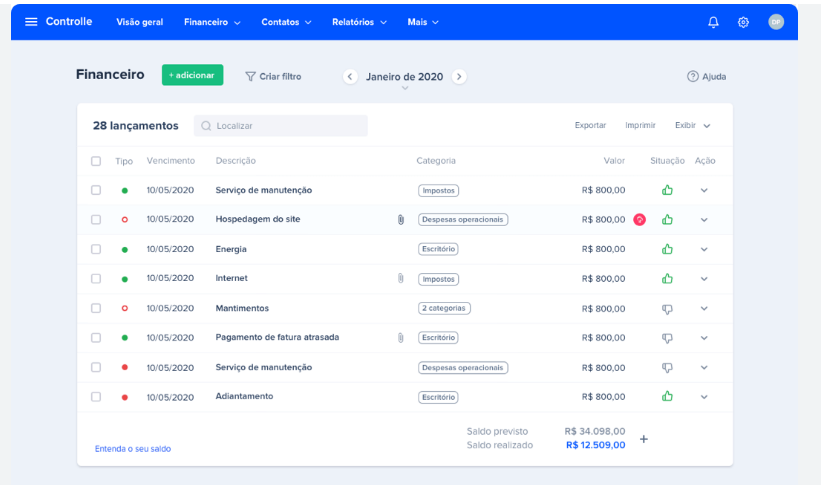 Controlle Visão geral Financeiro Contatos Relatórios Mais DP
Financeiro + adicionar Criar filtro Janeiro de 2020 Ajuda
28 lançamentos Localizar Exportar Imprimir Exibir
Tipo Vencimento Descrição Categoria Valor Situação Ação
10/05/2020 Serviço de manutenção Impostos R$ 800,00
10/05/2020 Hospedagem do site Despesas operacionais R$ 800,00
10/05/2020 Energia Escritório R$ 800,00
10/05/2020 Internet Impostos R$ 800,00
10/05/2020 Mantimentos 2 categorias R$ 800,00
10/05/2020 Pagamento de fatura atrasada Escritório R$ 800,00
10/05/2020 Serviço de manutenção Despesas operacionais R$ 800,00
10/05/2020 Adiantamento Escritório R$ 800,00
Saldo previsto R$ 34.098,00
Saldo realizado R$ 12.509,00
Entenda o seu saldo